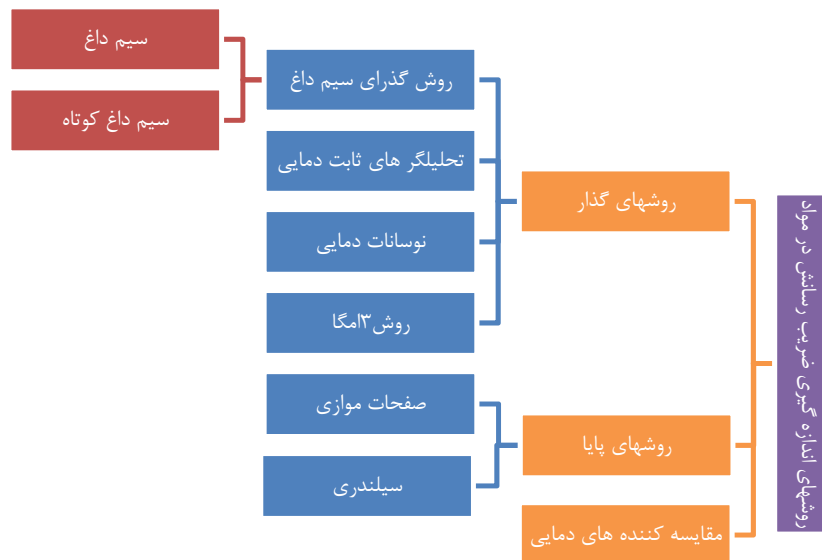 روشهای اندازه گیری ضریب رسانش در مواد
روشهای گذار
روش گذرای سیم داغ
سیم داغ
سیم داغ کوتاه
تحلیلگر های ثابت دمایی
نوسانات دمایی
روش۳امگا
روشهای پایا
صفحات موازی
سیلندری
مقایسه کننده های دمایی